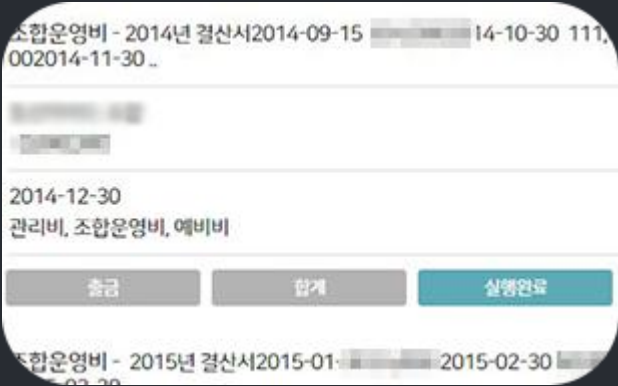 조합운영비 - 2014년 결산서2014-09-15 14-10-30 111,
002014-11-30 ..
2014-12-30
관리비, 조합운영비, 예비비
출금 합계 실행완료
조합운영비 - 2015년 결산서2015-01- 2015-02-30